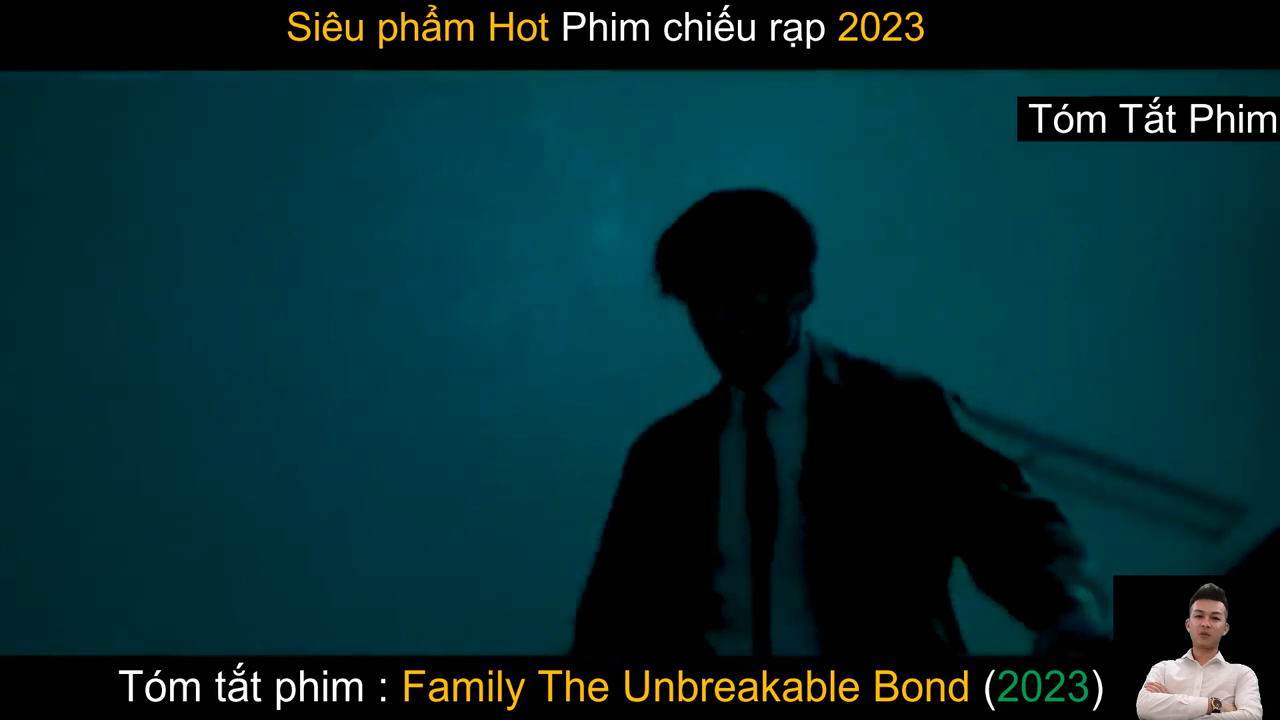 Siêu phẩm Hot Phim chiếu rạp 2023
Tóm Tắt Phim
Tóm tắt phim : Family The Unbreakable Bond (2023)